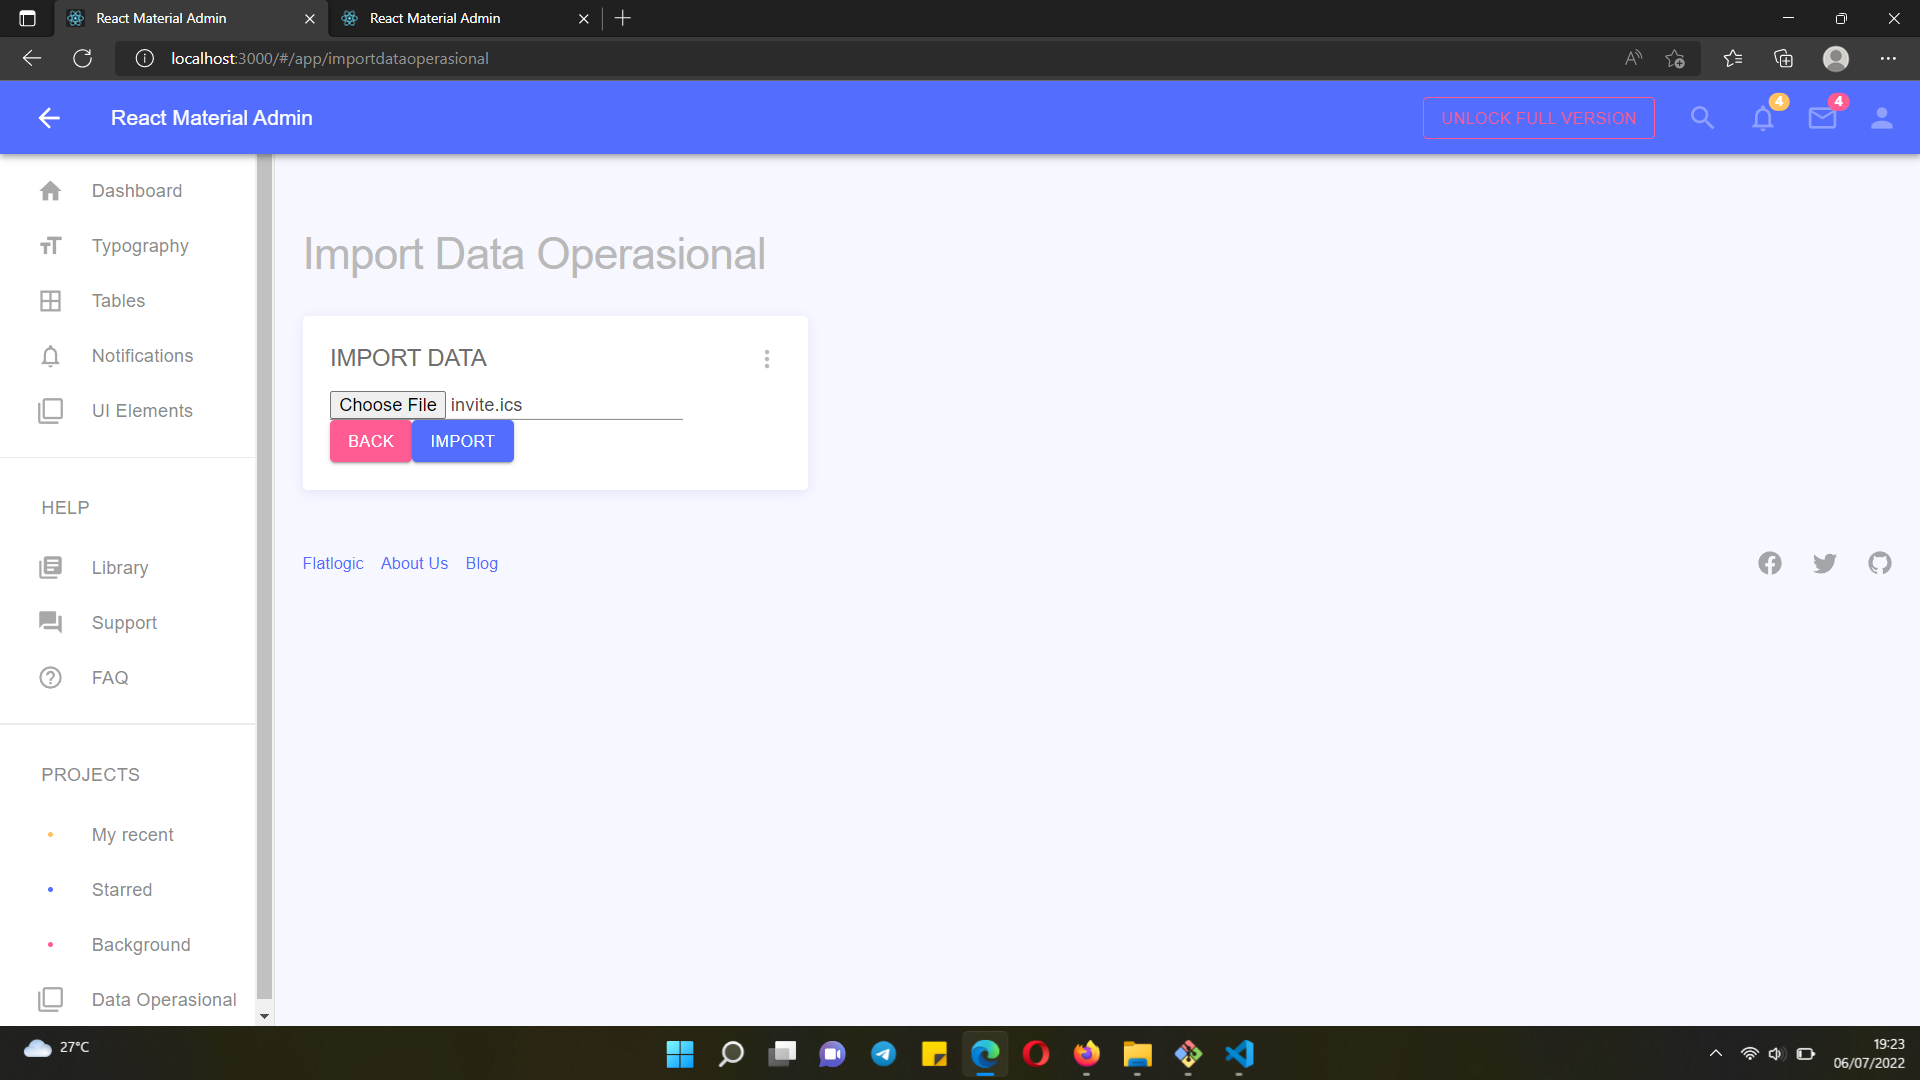 React Material Admin
React Material Admin
localhost:3000/#/app/importdataoperasional
React Material Admin
UNLOCK FULL VERSION
4
4
Dashboard
Typography
Tables
Notifications
UI Elements
HELP
Library
Support
FAQ
PROJECTS
My recent
Starred
Background
Data Operasional
Import Data Operasional
IMPORT DATA
Choose File invite.ics
BACK IMPORT
Flatlogic About Us Blog
27°C
19:23
06/07/2022